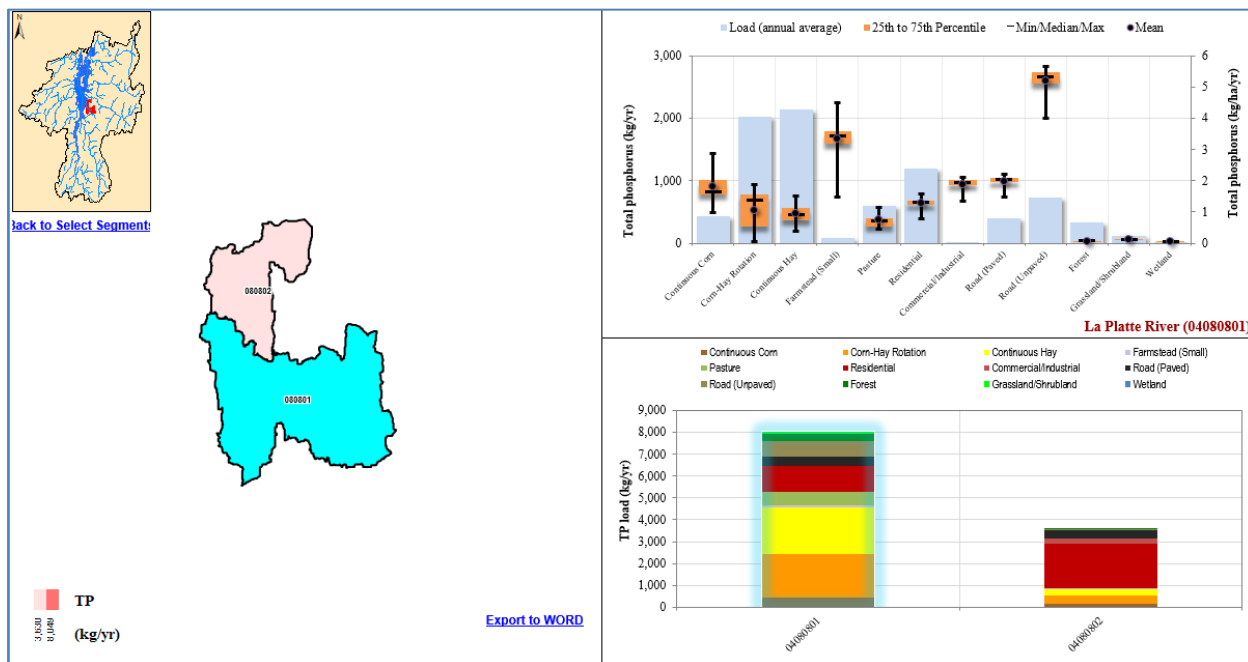 N
Back to Select Segments
080802
080801
TP
(kg/yr)
3,630
8,049
Export to WORD
Load (annual average) 25th to 75th Percentile Min/Median/Max Mean
Total phosphorus (kg/yr)
3,000
2,000
1,000
0
6
5
4
3
2
1
0
Total phosphorus (kg/ha/yr)
Continuous Corn
Corn-Hay Rotation
Continuous Hay
Farmstead (Small)
Pasture
Residential
Commercial/Industrial
Road (Paved)
Road (Unpaved)
Forest
Grassland/Shrubland
Wetland
La Platte River (04080801)
Continuous Corn Corn-Hay Rotation Continuous Hay Farmstead (Small)
Pasture Residential Commercial/Industrial Road (Paved)
Road (Unpaved) Forest Grassland/Shrubland Wetland
TP load (kg/yr)
9,000
8,000
7,000
6,000
5,000
4,000
3,000
2,000
1,000
0
04080801
04080802